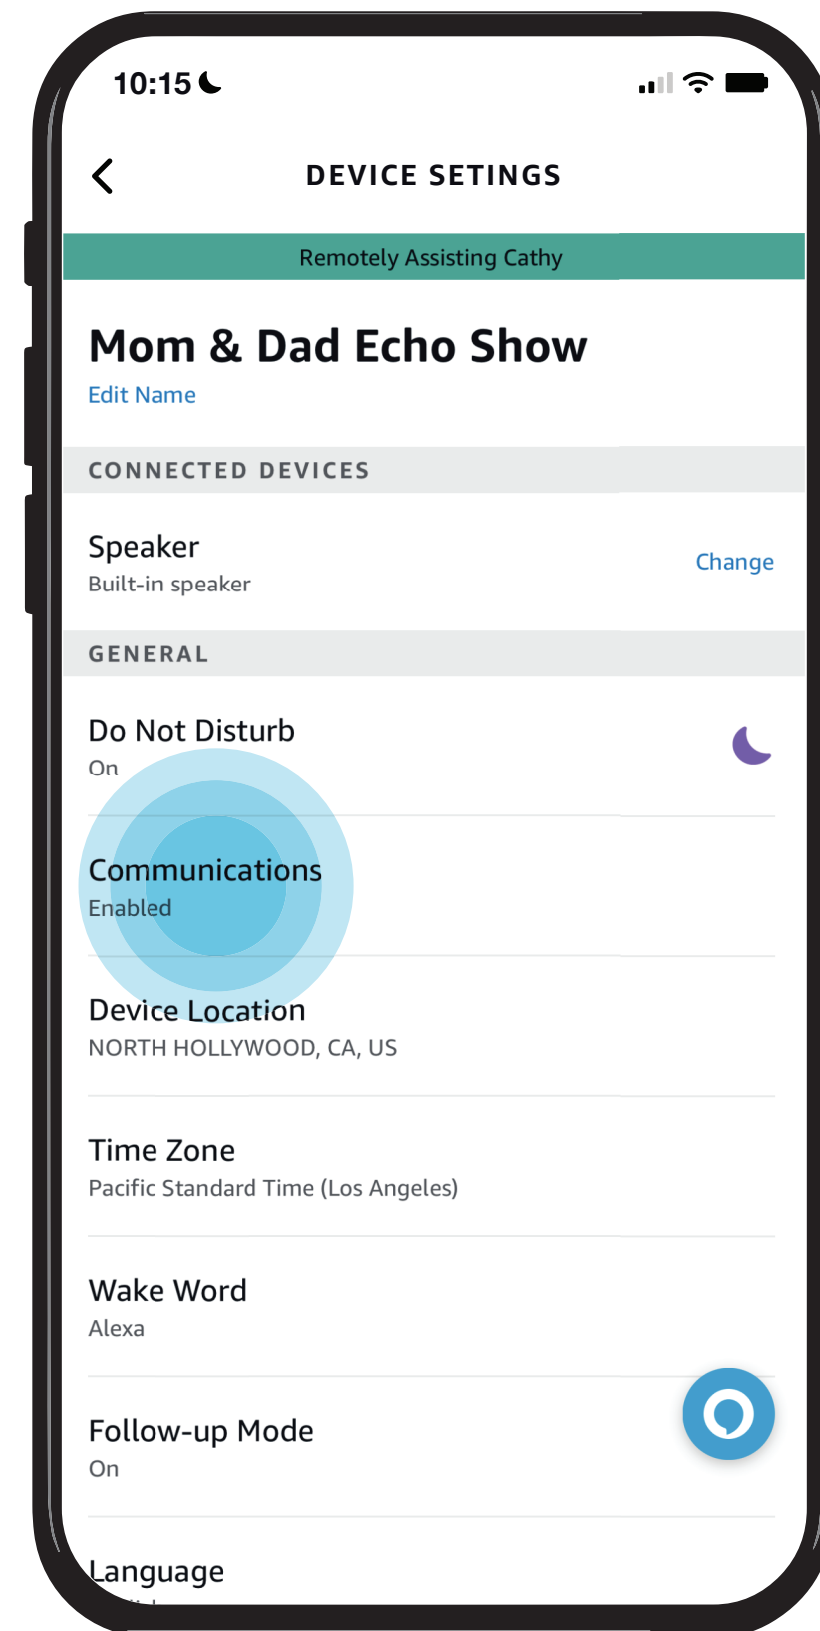 10:15
DEVICE SETINGS
Remotely Assisting Cathy
Mom & Dad Echo Show
Edit Name
CONNECTED DEVICES
Speaker
Built-in speaker
Change
GENERAL
Do Not Disturb
On
Communications
Enabled
Device Location
NORTH HOLLYWOOD, CA, US
Time Zone
Pacific Standard Time (Los Angeles)
Wake Word
Alexa
Follow-up Mode
On
Language